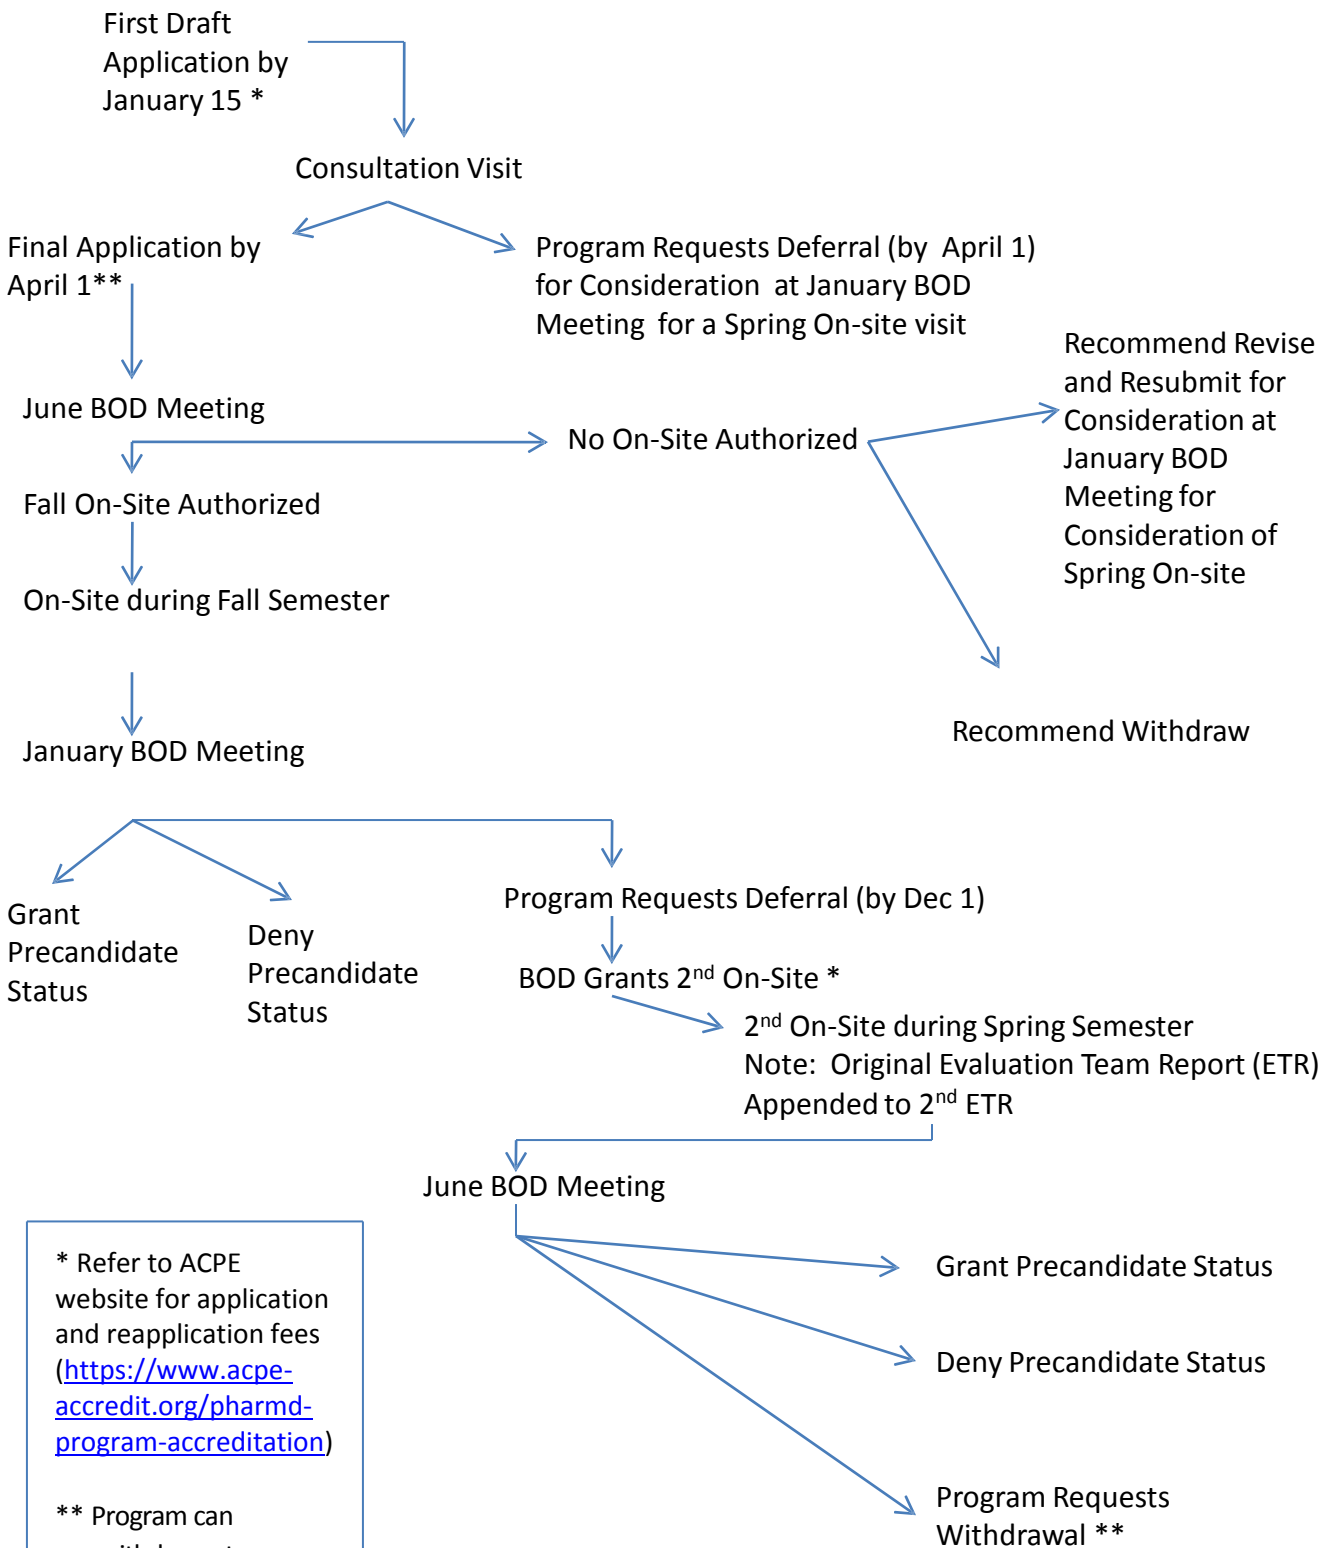 First Draft
Application by
January 15 *
Consultation Visit
Final Application by
April 1**
Program Requests Deferral (by April 1)
for Consideration at January BOD
Meeting for a Spring On-site visit
Recommend Revise
and Resubmit for
Consideration at
January BOD
Meeting for
Consideration of
Spring On-site
June BOD Meeting
No On-Site Authorized
Fall On-Site Authorized
On-Site during Fall Semester
Recommend Withdraw
January BOD Meeting
Grant
Precandidate
Status
Deny
Precandidate
Status
Program Requests Deferral (by Dec 1)
BOD Grants 2nd On-Site *
2nd On-Site during Spring Semester
Note: Original Evaluation Team Report (ETR)
Appended to 2nd ETR
June BOD Meeting
Grant Precandidate Status
Deny Precandidate Status
Program Requests
Withdrawal **
* Refer to ACPE
website for application
and reapplication fees
(https://www.acpe-
accredit.org/pharmd-
program-accreditation)
** Program can